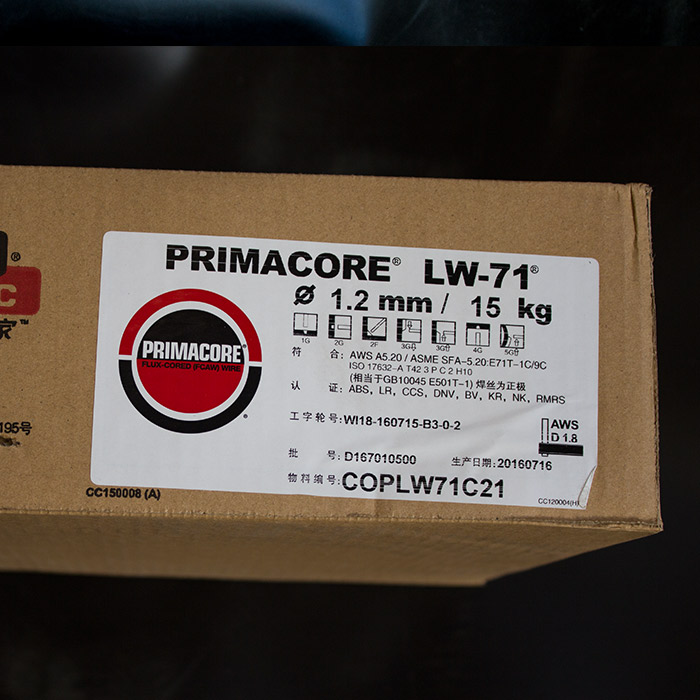 PRIMACORE® LW-71®
Ø 1.2 mm / 15 kg
1G 2G 2F 3G 3G 4G 5G
PRIMACORE®
FLUX-CORED (FCAW) WIRE
符 合: AWS A5.20 / ASME SFA-5.20:E71T-1C/9C
ISO 17632-A T42 3 P C 2 H10
(相当于GB10045 E501T-1) 焊丝为正极
认 证: ABS, LR, CCS, DNV, BV, KR, NK, RMRS
工字轮号: WI18-160715-B3-0-2
AWS
D 1.8
批 号: D167010500 生产日期: 20160716
物料编号: COPLW71C21
CC120004(H)
CC150008 (A)
®
C
家™
195号